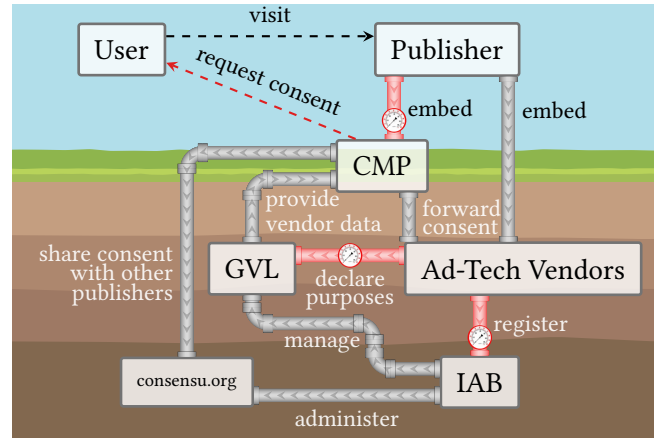 visit
User
Publisher
request consent
embed
embed
CMP
provide
vendor data
forward
consent
share consent
with other
publishers
GVL
declare
purposes
Ad-Tech Vendors
manage
register
consensu.org
IAB
administer